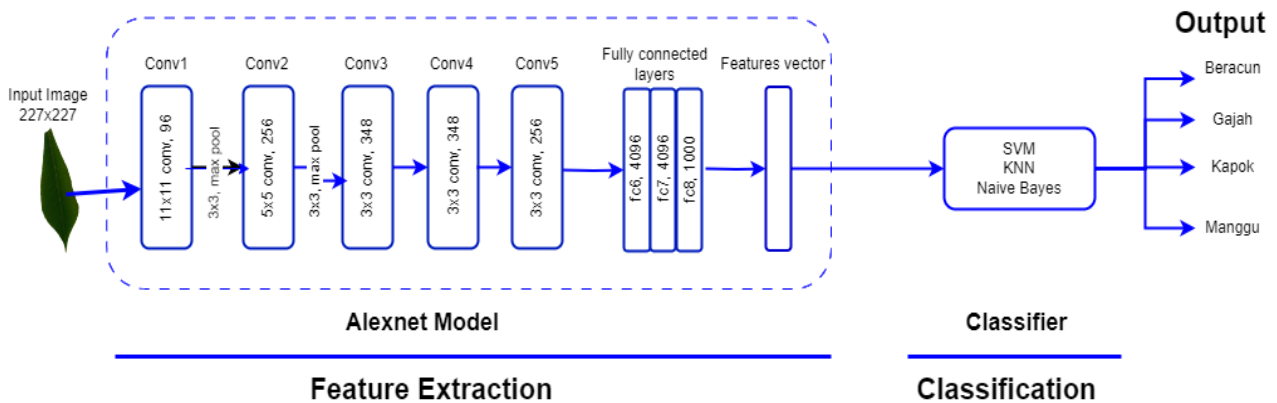 Output
Conv1
Conv2
Conv3
Conv4
Conv5
Fully connected
layers
Features vector
Input Image
227x227
11x11 conv, 96
3x3, max pool
5x5 conv, 256
3x3, max pool
3x3 conv, 348
3x3 conv, 348
3x3 conv, 256
fc6, 4096
fc7, 4096
fc8, 1000
SVM
KNN
Naive Bayes
Beracun
Gajah
Kapok
Manggu
Alexnet Model
Classifier
Feature Extraction
Classification